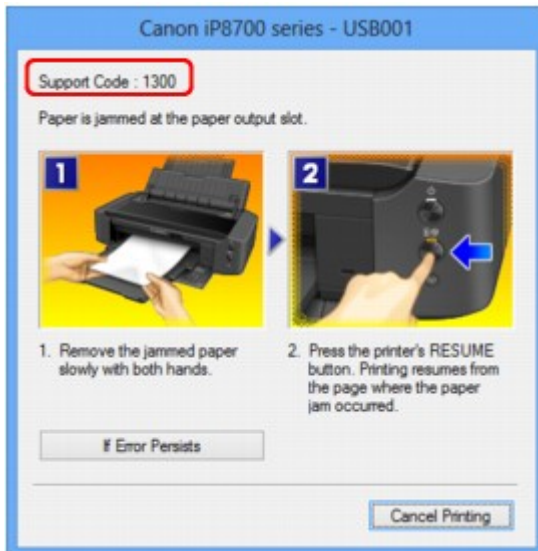 Canon iP8700 series - USB001
Support Code : 1300
Paper is jammed at the paper output slot.
1
2
1. Remove the jammed paper
slowly with both hands.
2. Press the printer's RESUME
button. Printing resumes from
the page where the paper
jam occurred.
If Error Persists
Cancel Printing